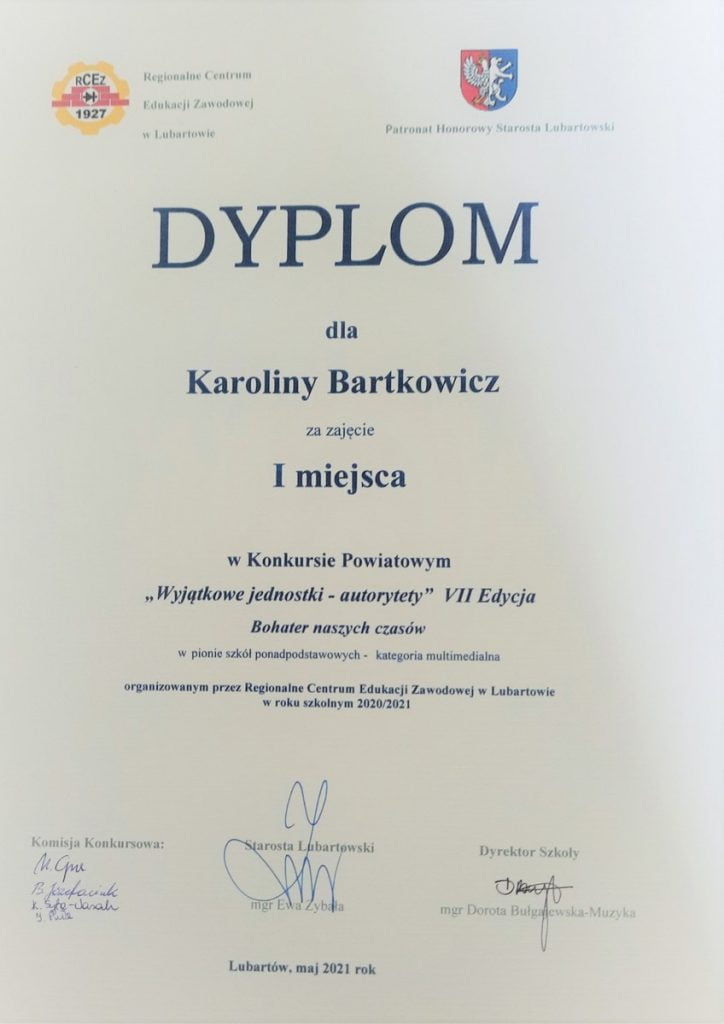 RCEZ
1927
Regionalne Centrum
Edukacji Zawodowej
w Lubartowie
Patronat Honorowy Starosta Lubartowski
DYPLOM
dla
Karoliny Bartkowicz
za zajęcie
I miejsca
w Konkursie Powiatowym
„Wyjątkowe jednostki - autorytety” VII Edycja
Bohater naszych czasów
w pionie szkół ponadpodstawowych - kategoria multimedialna
organizowanym przez Regionalne Centrum Edukacji Zawodowej w Lubartowie
w roku szkolnym 2020/2021
Komisja Konkursowa:
Starosta Lubartowski
mgr Ewa Zybała
Dyrektor Szkoły
mgr Dorota Bułgajewska-Muzyka
Lubartów, maj 2021 rok